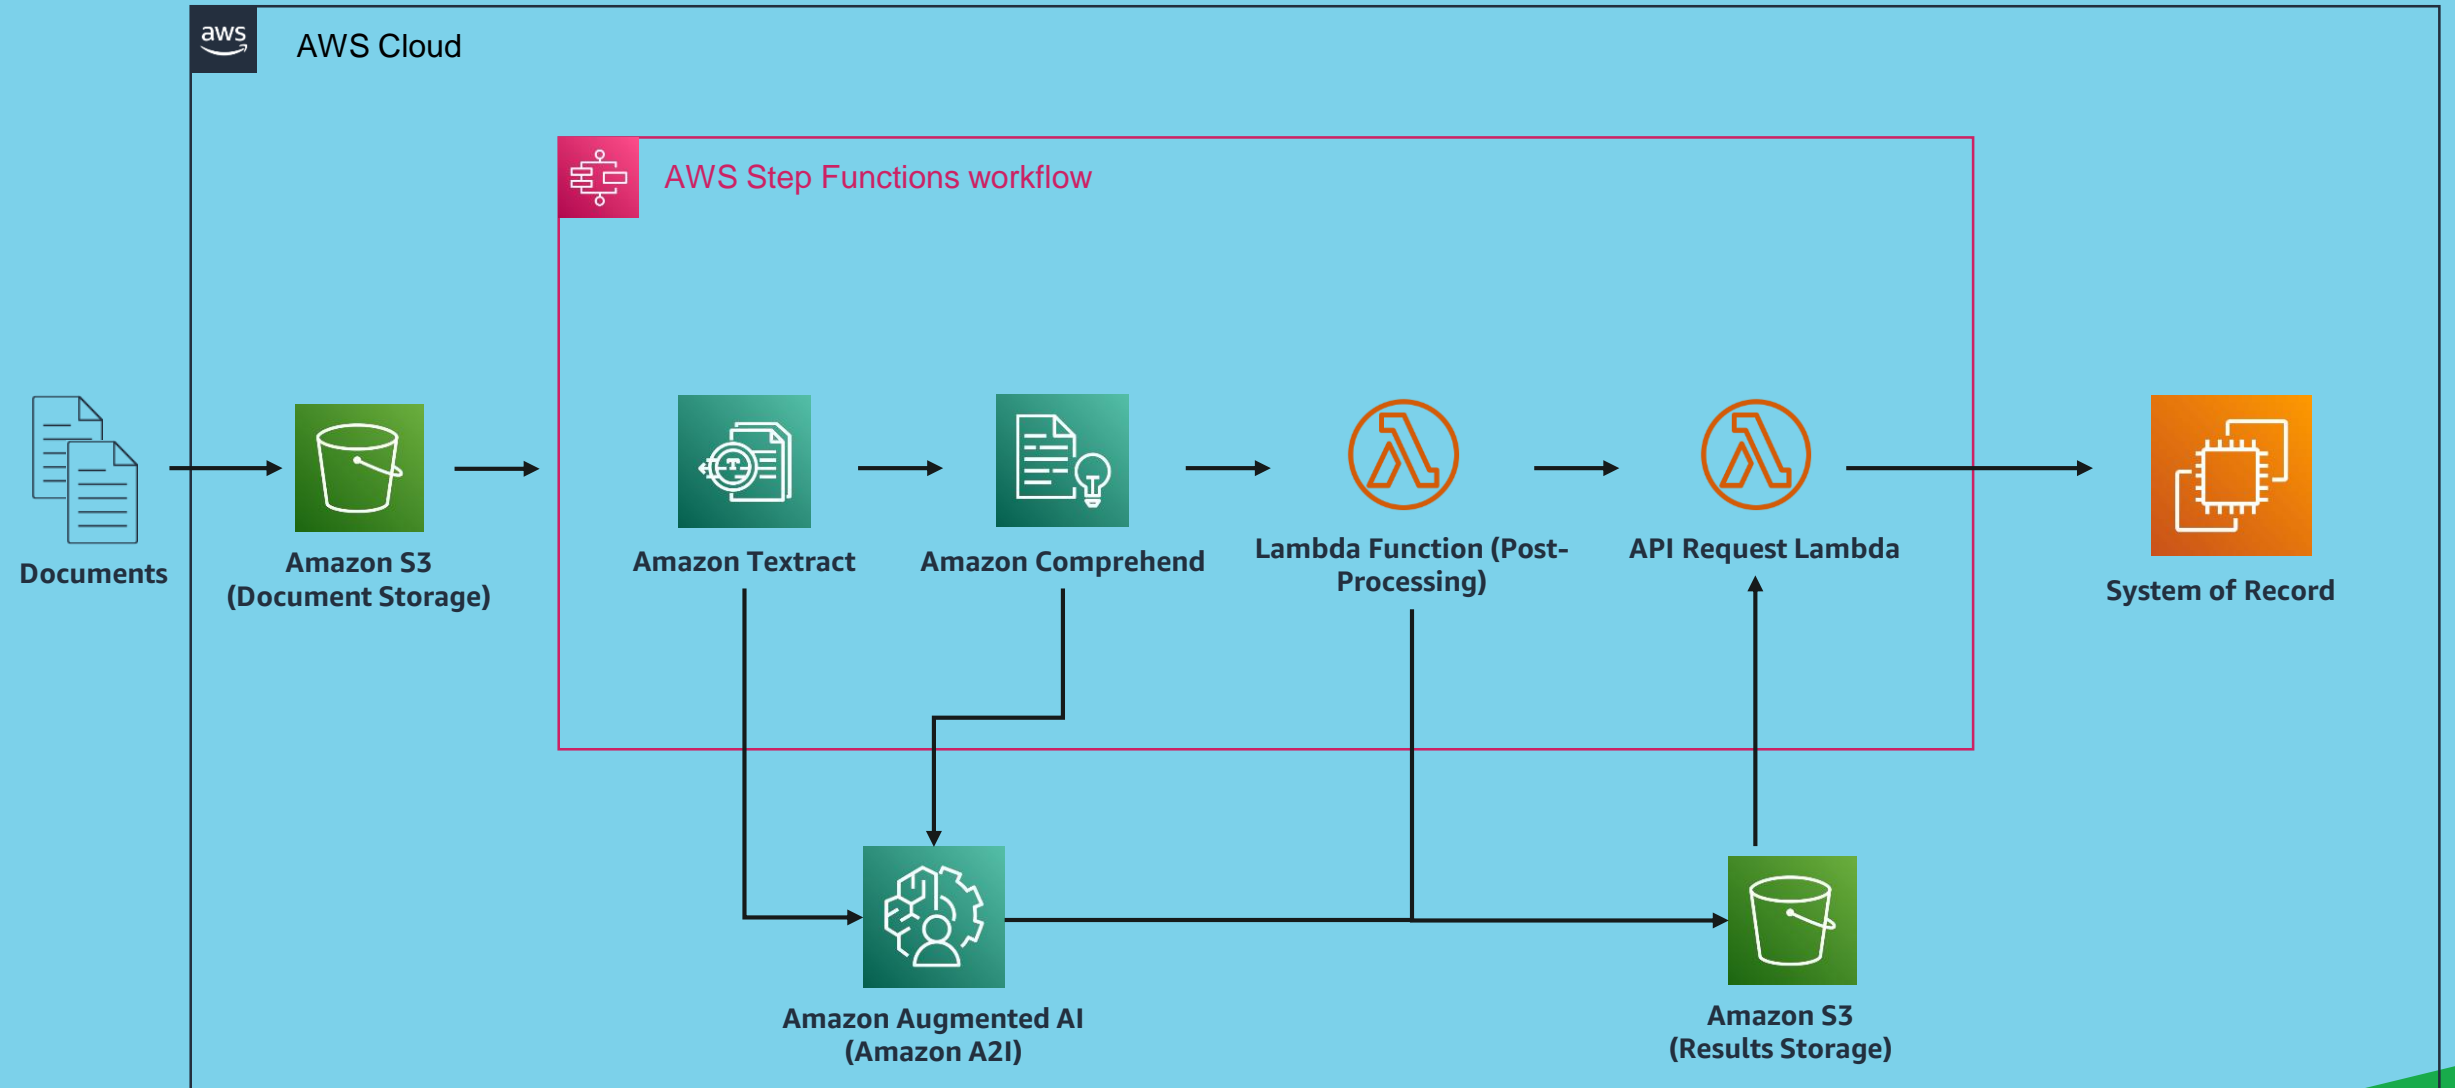 aws
AWS Cloud
AWS Step Functions workflow
Documents
Amazon S3
(Document Storage)
Amazon Textract
Amazon Comprehend
Lambda Function (Post-
Processing)
API Request Lambda
System of Record
Amazon Augmented AI
(Amazon A2I)
Amazon S3
(Results Storage)